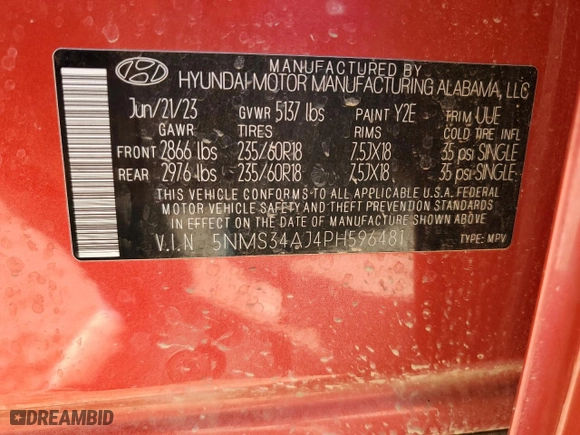 MANUFACTURED BY
HYUNDAI MOTOR MANUFACTURING ALABAMA, LLC
Jun/21/23 GVWR 5137 lbs PAINT Y2E TRIM UUE
GAWR TIRES RIMS COLD TIRE INFL
FRONT 2866 lbs 235/60R18 7.5JX18 35 psi SINGLE
REAR 2976 lbs 235/60R18 7.5JX18 35 psi SINGLE
THIS VEHICLE CONFORMS TO ALL APPLICABLE U.S.A. FEDERAL
MOTOR VEHICLE SAFETY AND THEFT PREVENTION STANDARDS
IN EFFECT ON THE DATE OF MANUFACTURE SHOWN ABOVE.
V.I.N 5NMS34AJ4PH596481 TYPE: MPV
DREAMBID